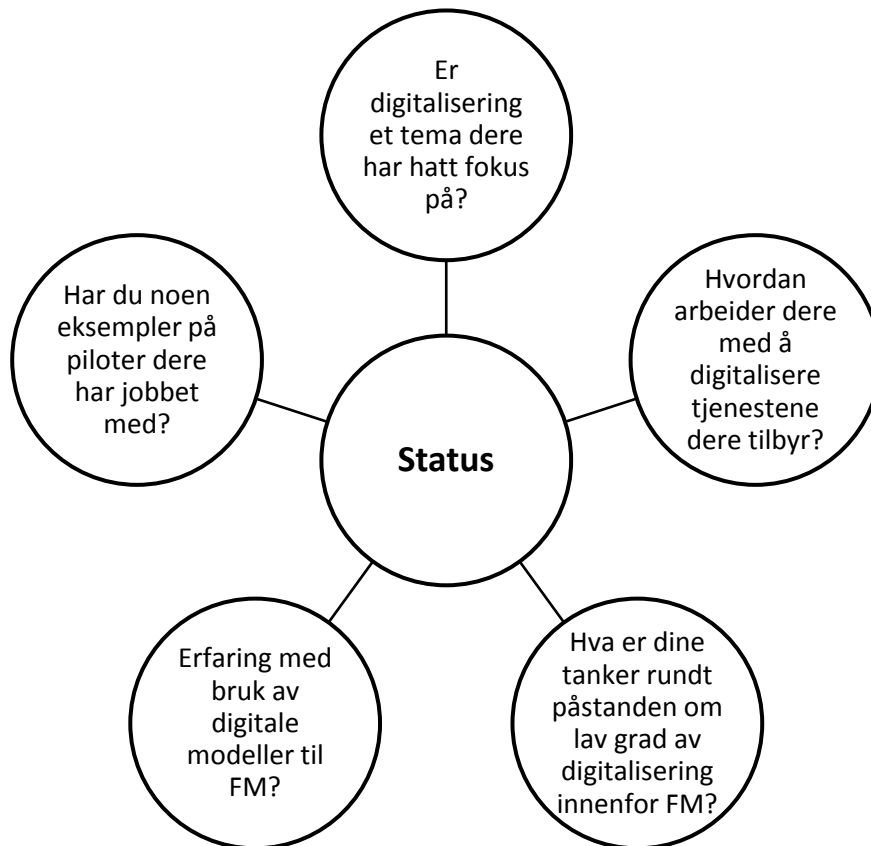 Er
digitalisering
et tema dere
har hatt fokus
på?
Hvordan
arbeider dere
med å
digitalisere
tjenestene
dere tilbyr?
Hva er dine
tanker rundt
påstanden om
lav grad av
digitalisering
innenfor FM?
Erfaring med
bruk av
digitale
modeller til
FM?
Har du noen
eksempler på
piloter dere
har jobbet
med?
Status